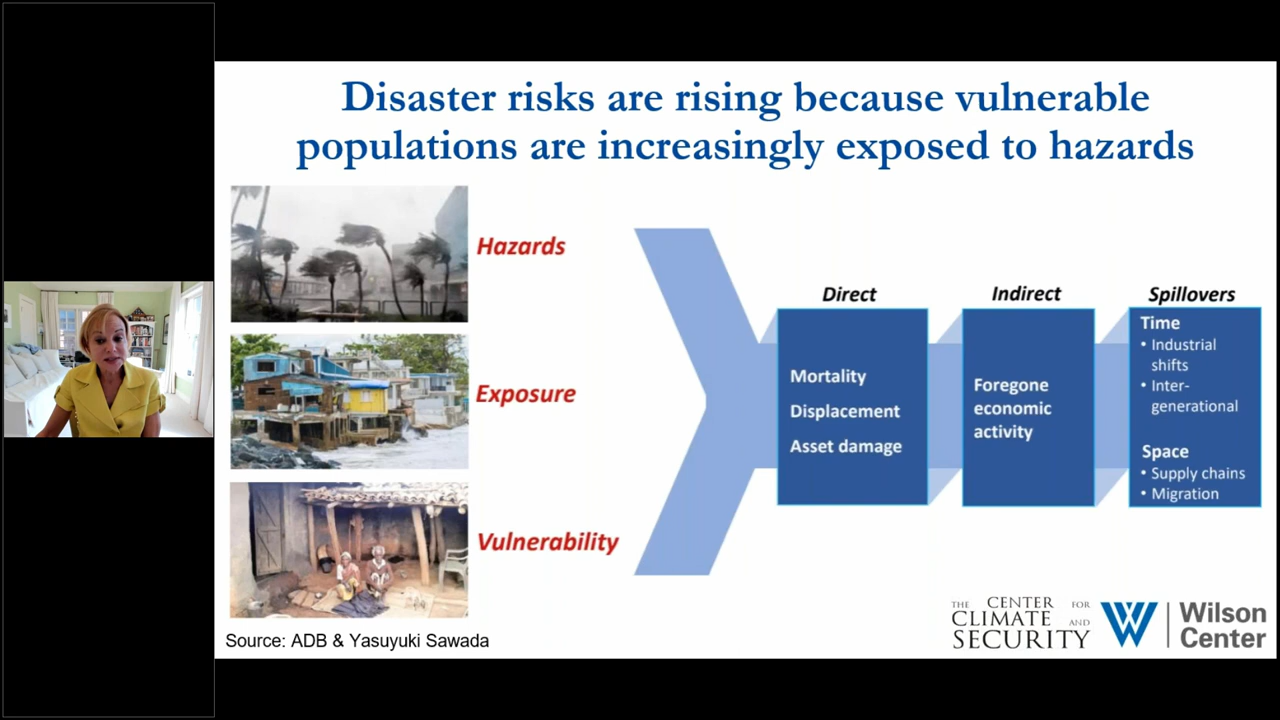 Disaster risks are rising because vulnerable
populations are increasingly exposed to hazards
Hazards
Exposure
Vulnerability
Direct
Mortality
Displacement
Asset damage
Indirect
Foregone
economic
activity
Spillovers
Time
• Industrial
shifts
• Inter-
generational
Space
• Supply chains
• Migration
Source: ADB & Yasuyuki Sawada
THE CENTER FOR
CLIMATE AND
SECURITY
W Wilson
Center